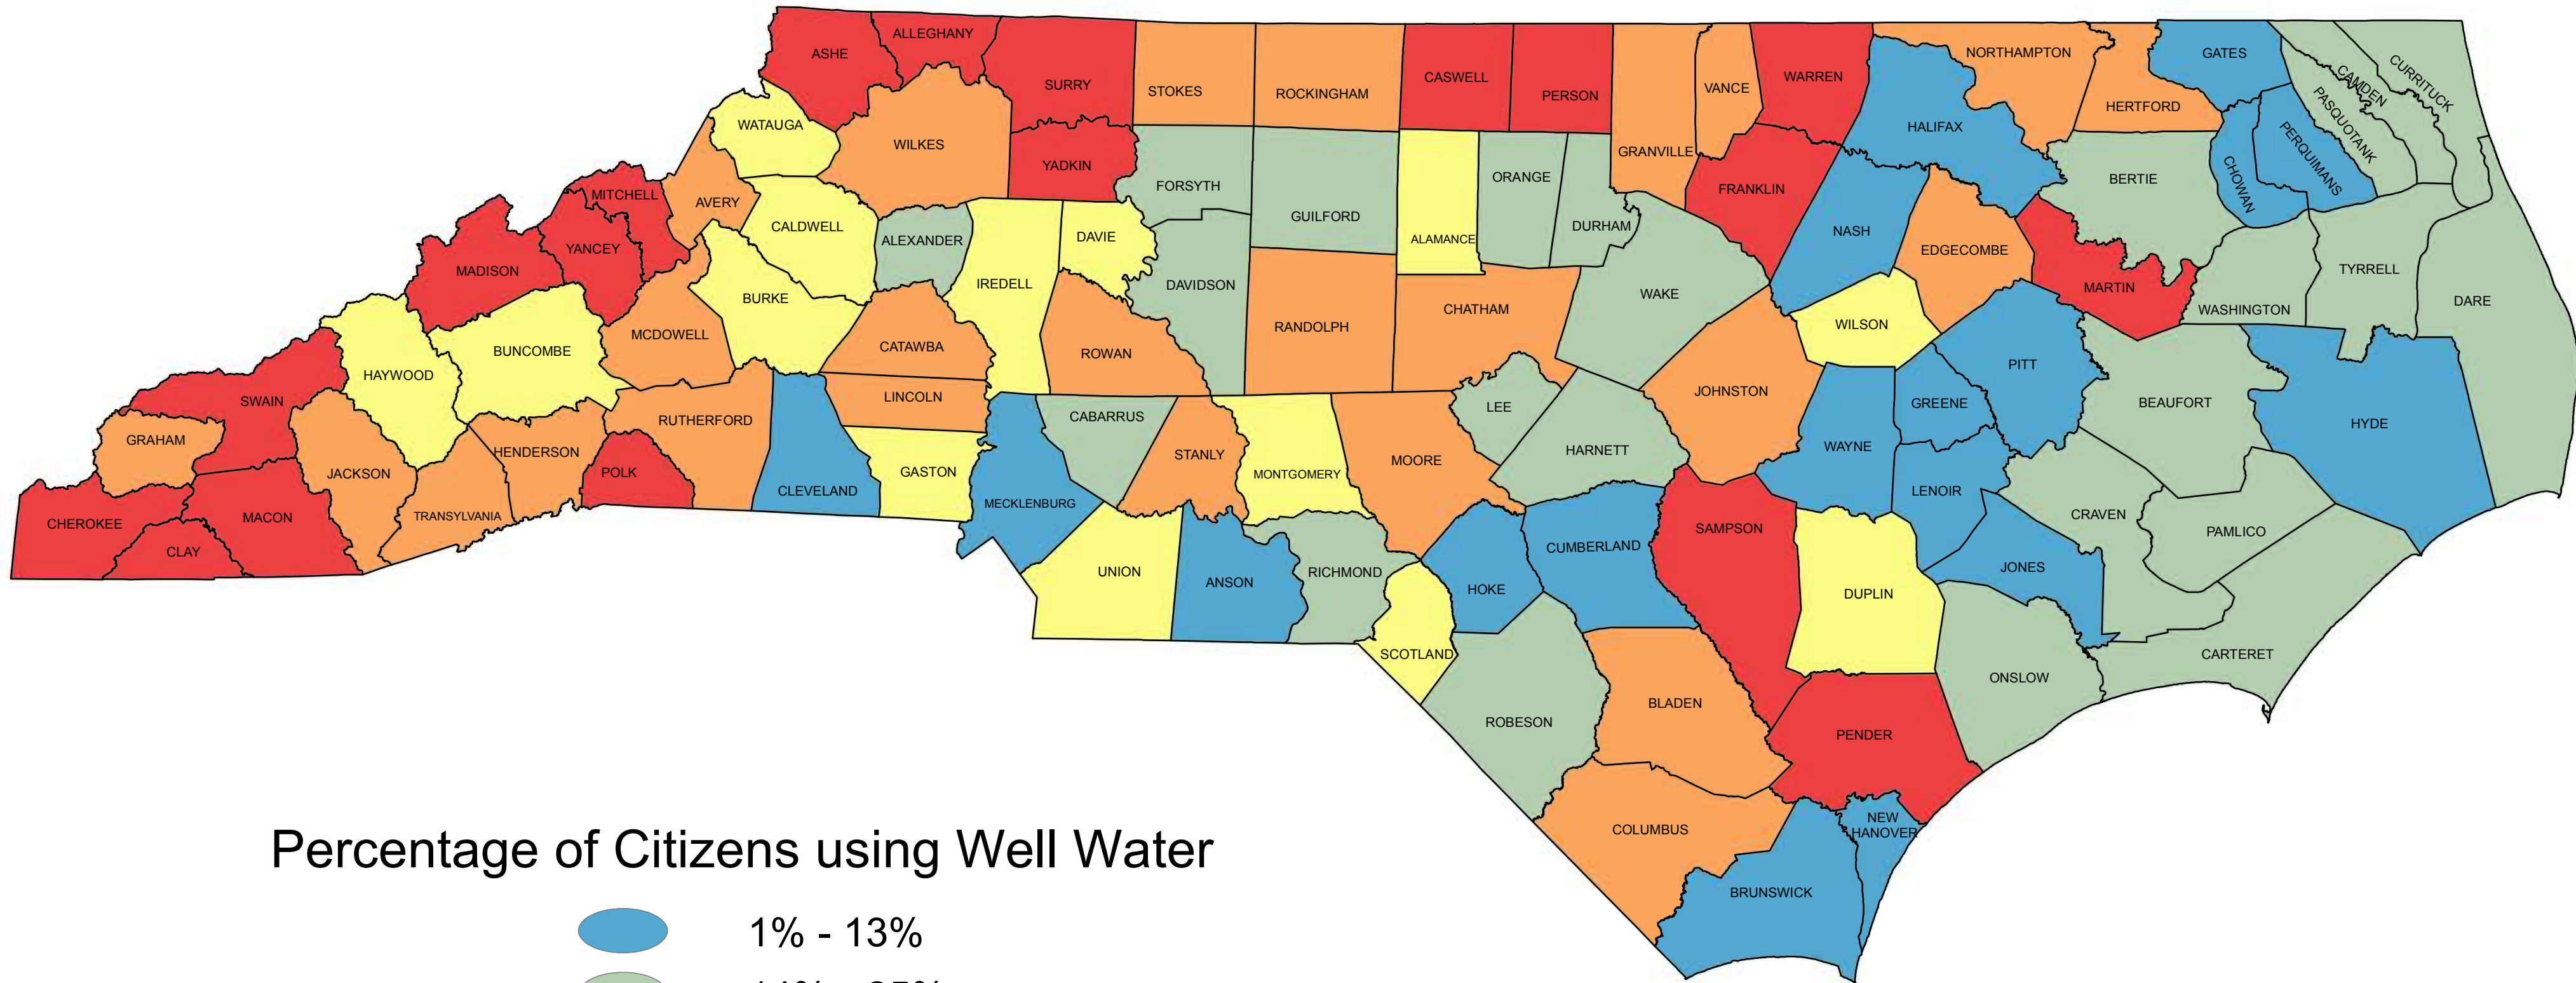 ASHE
ALLEGHANY
SURRY
STOKES
ROCKINGHAM
CASWELL
PERSON
GRANVILLE
VANCE
WARREN
NORTHAMPTON
HERTFORD
GATES
CAMDEN
CURRITUCK
PASQUOTANK
PERQUIMANS
CHOWAN
HALIFAX
WATAUGA
WILKES
YADKIN
FORSYTH
GUILFORD
ALAMANCE
ORANGE
DURHAM
FRANKLIN
NASH
EDGECOMBE
BERTIE
MITCHELL
AVERY
CALDWELL
ALEXANDER
IREDELL
DAVIE
DAVIDSON
MADISON
YANCEY
BURKE
MCDOWELL
CATAWBA
ROWAN
RANDOLPH
CHATHAM
WAKE
WILSON
MARTIN
WASHINGTON
TYRRELL
DARE
BUNCOMBE
HAYWOOD
SWAIN
GRAHAM
JACKSON
HENDERSON
TRANSYLVANIA
POLK
RUTHERFORD
CLEVELAND
LINCOLN
GASTON
MECKLENBURG
CABARRUS
STANLY
MONTGOMERY
MOORE
LEE
HARNETT
JOHNSTON
WAYNE
GREENE
PITT
BEAUFORT
HYDE
CHEROKEE
CLAY
MACON
UNION
ANSON
RICHMOND
SCOTLAND
HOKE
CUMBERLAND
SAMPSON
DUPLIN
LENOIR
JONES
CRAVEN
PAMLICO
CARTERET
ONSLOW
ROBESON
BLADEN
PENDER
COLUMBUS
BRUNSWICK
NEW
HANOVER
Percentage of Citizens using Well Water
1% - 13%